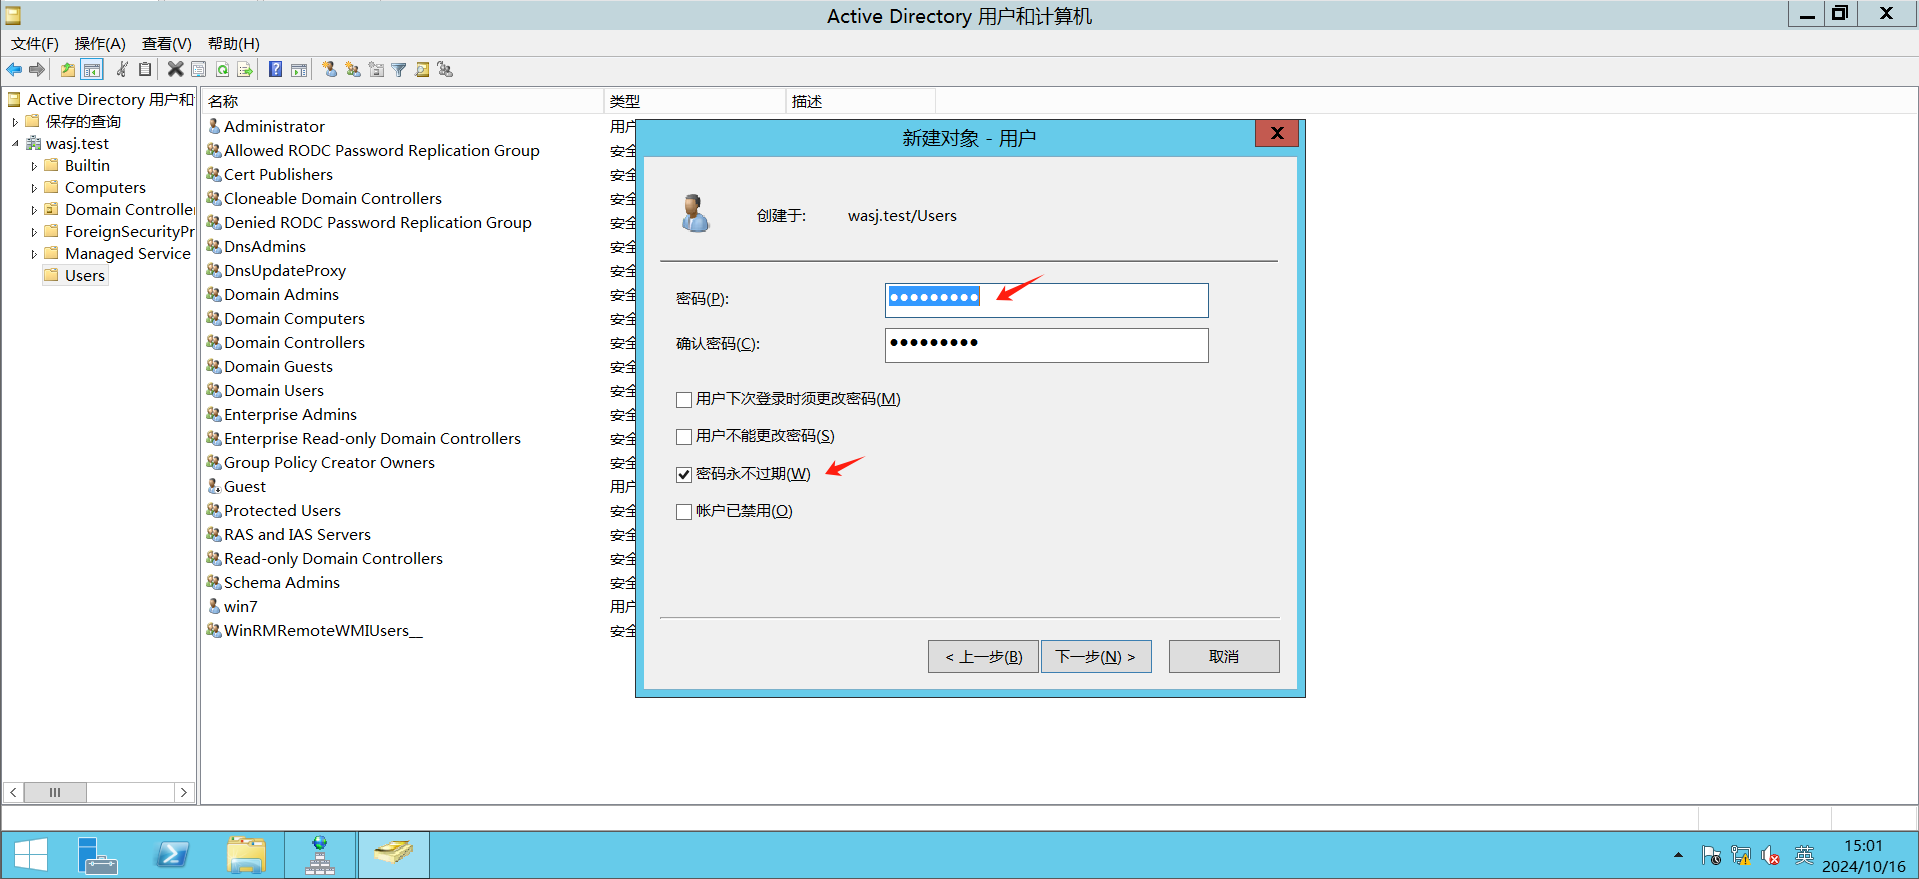 Active Directory 用户和计算机
文件(F) 操作(A) 查看(V) 帮助(H)
Active Directory 用户和
保存的查询
wasj.test
Builtin
Computers
Domain Controller
ForeignSecurityPr
Managed Service
Users
名称 类型 描述
Administrator 用户
Allowed RODC Password Replication Group 安全
Cert Publishers 安全
Cloneable Domain Controllers 安全
Denied RODC Password Replication Group 安全
DnsAdmins 安全
DnsUpdateProxy 安全
Domain Admins 安全
Domain Computers 安全
Domain Controllers 安全
Domain Guests 安全
Domain Users 安全
Enterprise Admins 安全
Enterprise Read-only Domain Controllers 安全
Group Policy Creator Owners 安全
Guest 用户
Protected Users 安全
RAS and IAS Servers 安全
Read-only Domain Controllers 安全
Schema Admins 安全
win7 用户
WinRMRemoteWMIUsers__ 安全
新建对象 - 用户
创建于: wasj.test/Users
密码(P):
确认密码(C):
用户下次登录时须更改密码(M)
用户不能更改密码(S)
密码永不过期(W)
帐户已禁用(O)
< 上一步(B) 下一步(N) > 取消
英
15:01
2024/10/16